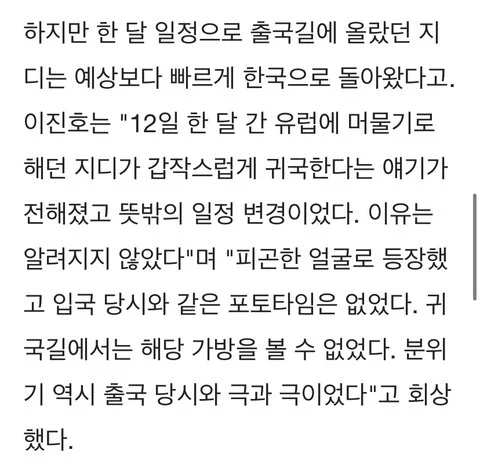 하지만 한 달 일정으로 출국길에 올랐던 지
디는 예상보다 빠르게 한국으로 돌아왔다고.
이진호는 "12일 한 달 간 유럽에 머물기로
해던 지디가 갑작스럽게 귀국한다는 얘기가
전해졌고 뜻밖의 일정 변경이었다. 이유는
알려지지 않았다"며 "피곤한 얼굴로 등장했
고 입국 당시와 같은 포토타임은 없었다. 귀
국길에서는 해당 가방을 볼 수 없었다. 분위
기 역시 출국 당시와 극과 극이었다"고 회상
했다.